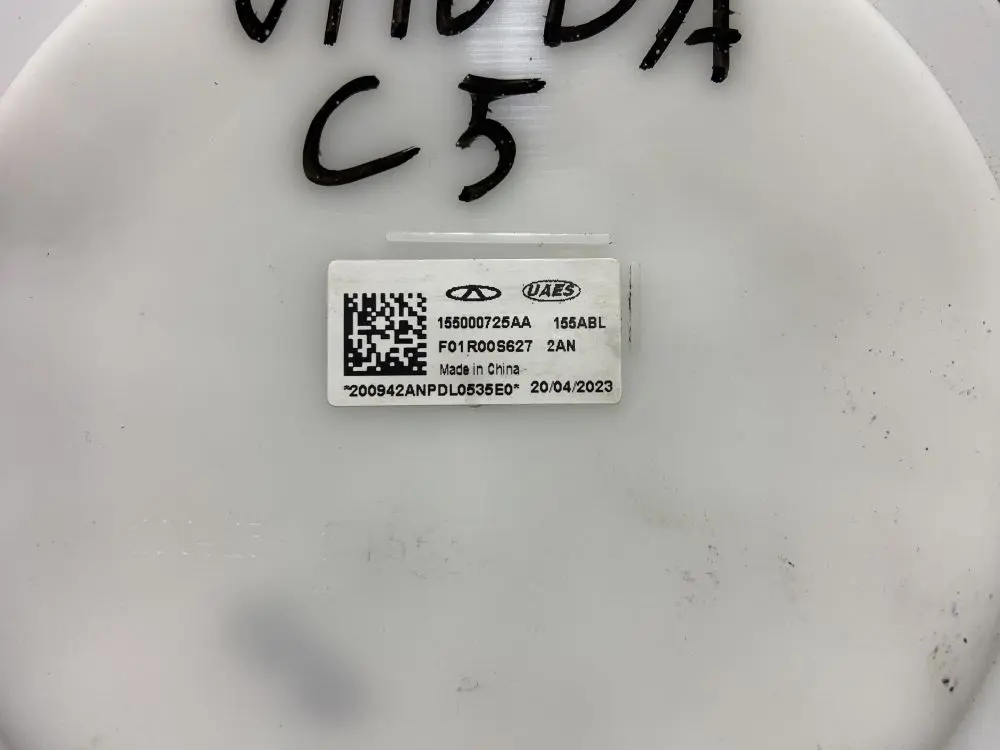 C5
UAES
155000725AA 155ABL
F01R00S627 2AN
Made in China
*200942ANPDL0535E0* 20/04/2023